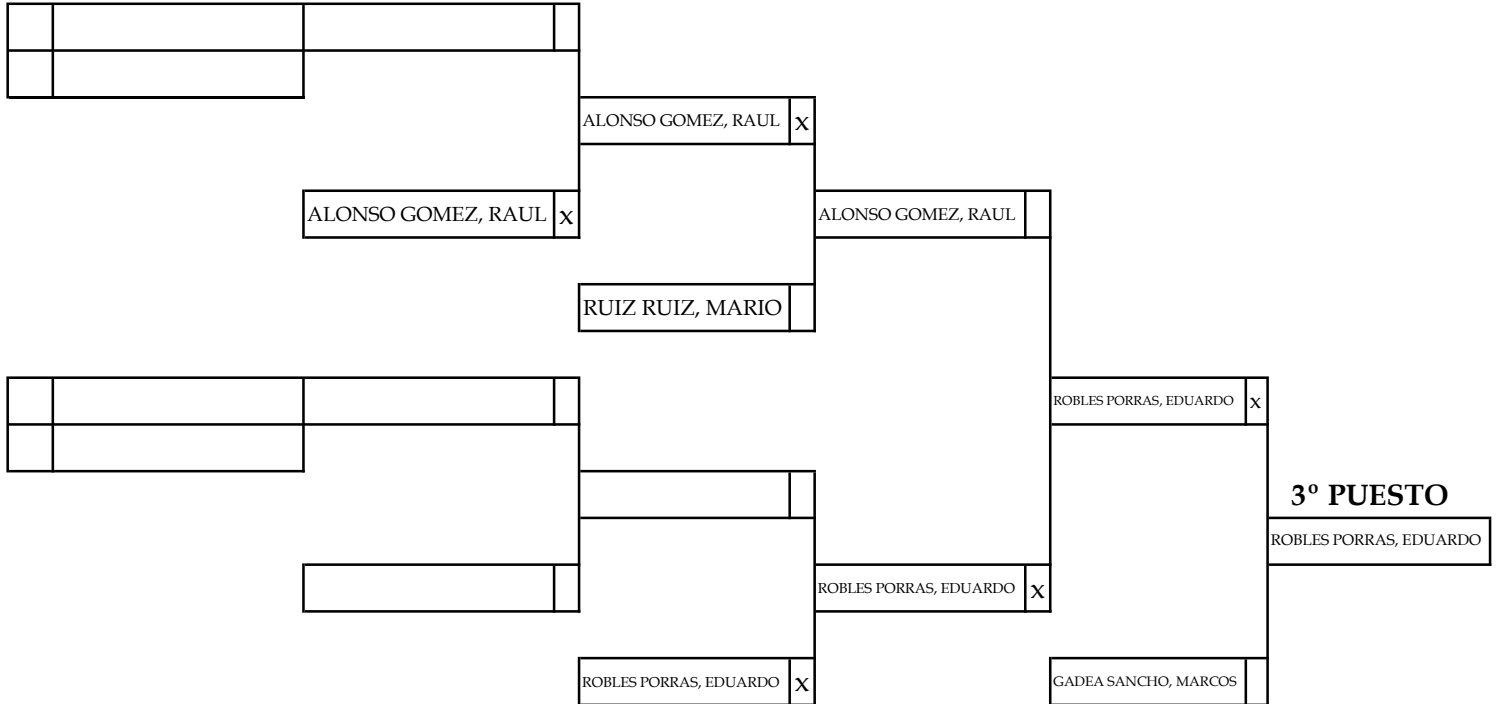 ALONSO GOMEZ, RAUL x
ALONSO GOMEZ, RAUL x
ALONSO GOMEZ, RAUL
RUIZ RUIZ, MARIO
ROBLES PORRAS, EDUARDO x
3º PUESTO
ROBLES PORRAS, EDUARDO
ROBLES PORRAS, EDUARDO x
ROBLES PORRAS, EDUARDO x
GADEA SANCHO, MARCOS